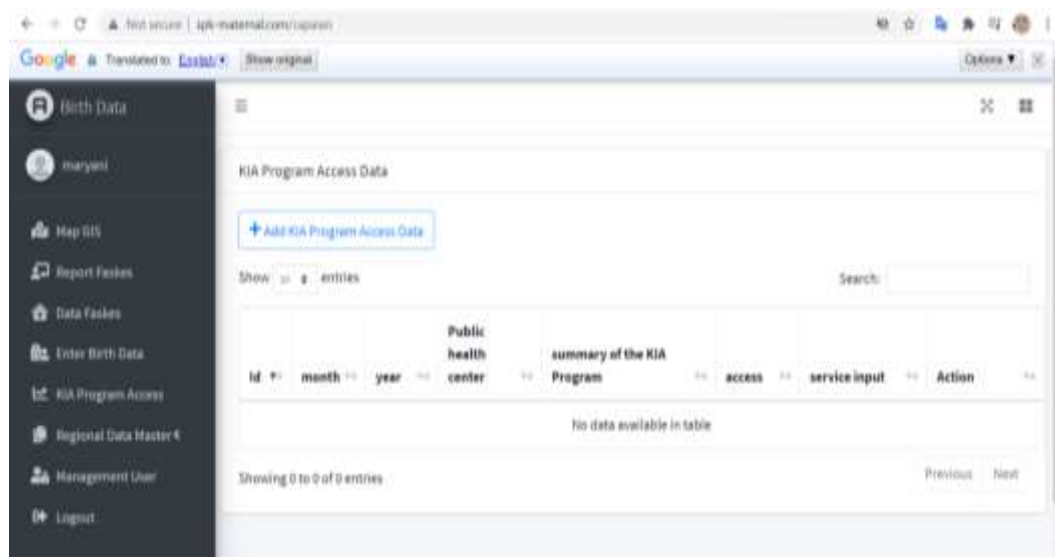 Not secure | spk-maternal.com/laporan
Google Translated to: English Show original Options
Birth Data
maryani
Map GIS
Report Faskes
Data Faskes
Enter Birth Data
KIA Program Access
Regional Data Master
Management User
Logout
KIA Program Access Data
+ Add KIA Program Access Data
Show 10 entries Search:
Id month year Public health center summary of the KIA Program access service input Action
No data available in table
Showing 0 to 0 of 0 entries
Previous Next